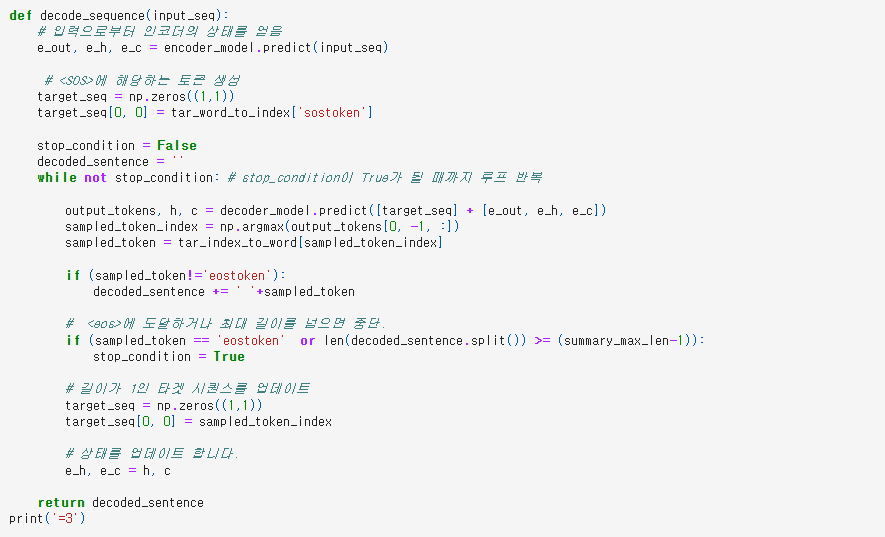 def decode_sequence(input_seq):
    # 입력으로부터 인코더의 상태를 얻음
    e_out, e_h, e_c = encoder_model.predict(input_seq)

     # <SOS>에 해당하는 토큰 생성
    target_seq = np.zeros((1,1))
    target_seq[0, 0] = tar_word_to_index['sostoken']

    stop_condition = False
    decoded_sentence = ''
    while not stop_condition: # stop_condition이 True가 될 때까지 루프 반복

        output_tokens, h, c = decoder_model.predict([target_seq] + [e_out, e_h, e_c])
        sampled_token_index = np.argmax(output_tokens[0, -1, :])
        sampled_token = tar_index_to_word[sampled_token_index]

        if (sampled_token!='eostoken'):
            decoded_sentence += ' '+sampled_token

        #  <eos>에 도달하거나 최대 길이를 넘으면 중단.
        if (sampled_token == 'eostoken'  or len(decoded_sentence.split()) >= (summary_max_len-1)):
            stop_condition = True

        # 길이가 1인 타겟 시퀀스를 업데이트
        target_seq = np.zeros((1,1))
        target_seq[0, 0] = sampled_token_index

        # 상태를 업데이트 합니다.
        e_h, e_c = h, c

    return decoded_sentence
print('=3')